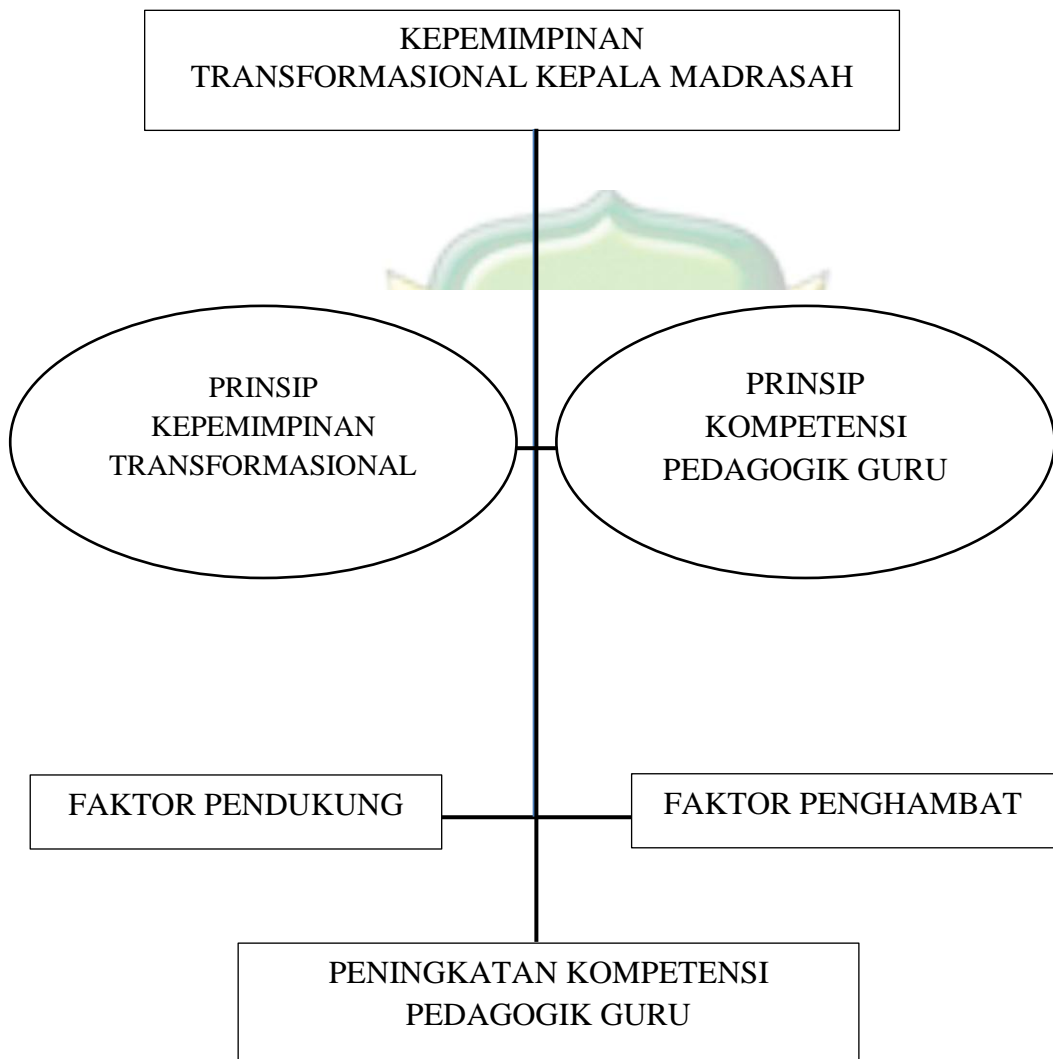 KEPEMIMPINAN
TRANSFORMASIONAL KEPALA MADRASAH
PRINSIP
KEPEMIMPINAN
TRANSFORMASIONAL
PRINSIP
KOMPETENSI
PEDAGOGIK GURU
FAKTOR PENDUKUNG
FAKTOR PENGHAMBAT
PENINGKATAN KOMPETENSI
PEDAGOGIK GURU